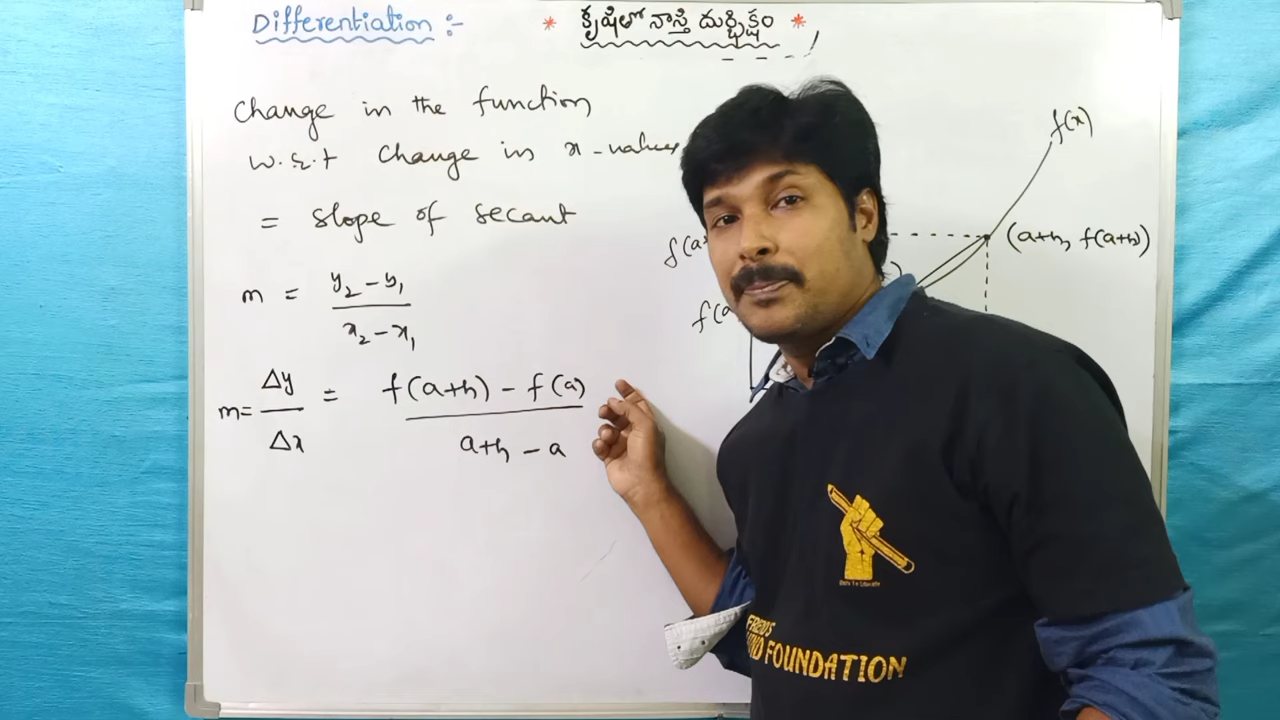 Differentiation :-
* కృషితో నాస్తి దుర్భిక్షం *
Change in the function
w.r.t change in x-values
= slope of secant
m = y₂ - y₁ / x₂ - x₁
m = Δy / Δx = f(a+h) - f(a) / a+h - a
f(x)
(a+h, f(a+h))
f(a
f(a
FOUNDATION